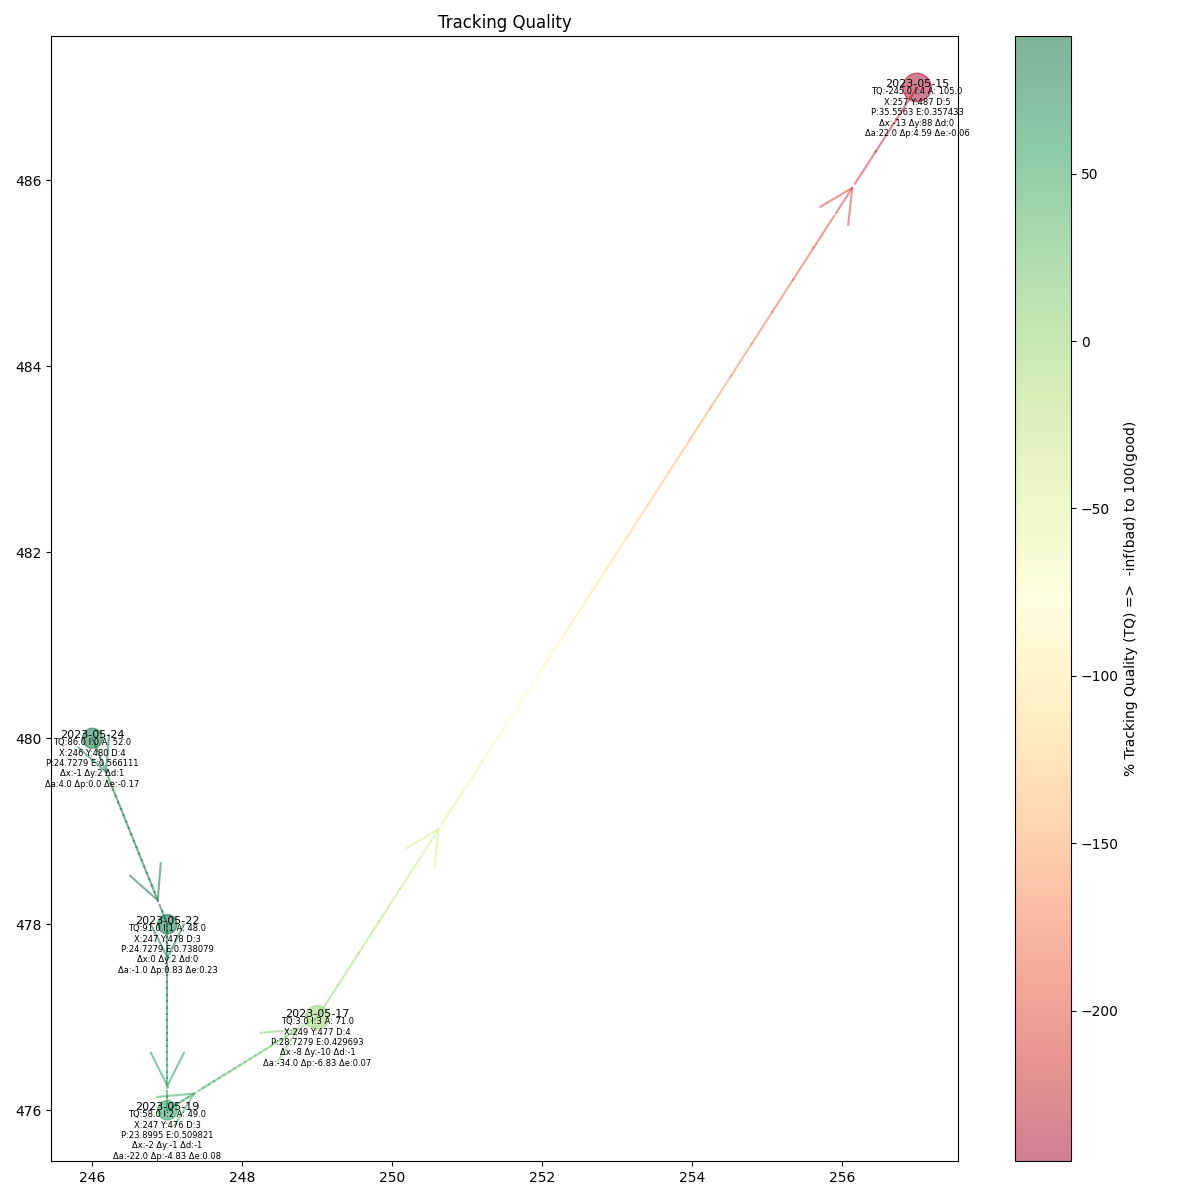 Tracking Quality
2023-05-15
TQ:-245.0 I:4 A: 105.0
X:257 Y:487 D:5
P:35.5563 E:0.357433
Δx:-13 Δy:88 Δd:0
Δa:22.0 Δp:4.59 Δe:-0.06
2023-05-24
TQ:86.0 I:0 A: 52.0
X:246 Y:480 D:4
P:24.7279 E:0.566111
Δx:-1 Δy:2 Δd:1
Δa:4.0 Δp:0.0 Δe:-0.17
2023-05-22
TQ:91.0 I:1 A: 48.0
X:247 Y:478 D:3
P:24.7279 E:0.738079
Δx:0 Δy:2 Δd:0
Δa:-1.0 Δp:0.83 Δe:0.23
2023-05-17
TQ:3.0 I:3 A: 71.0
X:249 Y:477 D:4
P:28.7279 E:0.429693
Δx:-8 Δy:-10 Δd:-1
Δa:-34.0 Δp:-6.83 Δe:0.07
2023-05-19
TQ:58.0 I:2 A: 49.0
X:247 Y:476 D:3
P:23.8995 E:0.509821
Δx:-2 Δy:-1 Δd:-1
Δa:-22.0 Δp:-4.83 Δe:0.08
486
484
482
480
478
476
246
248
250
252
254
256
50
0
−50
−100
−150
−200
% Tracking Quality (TQ) => -inf(bad) to 100(good)